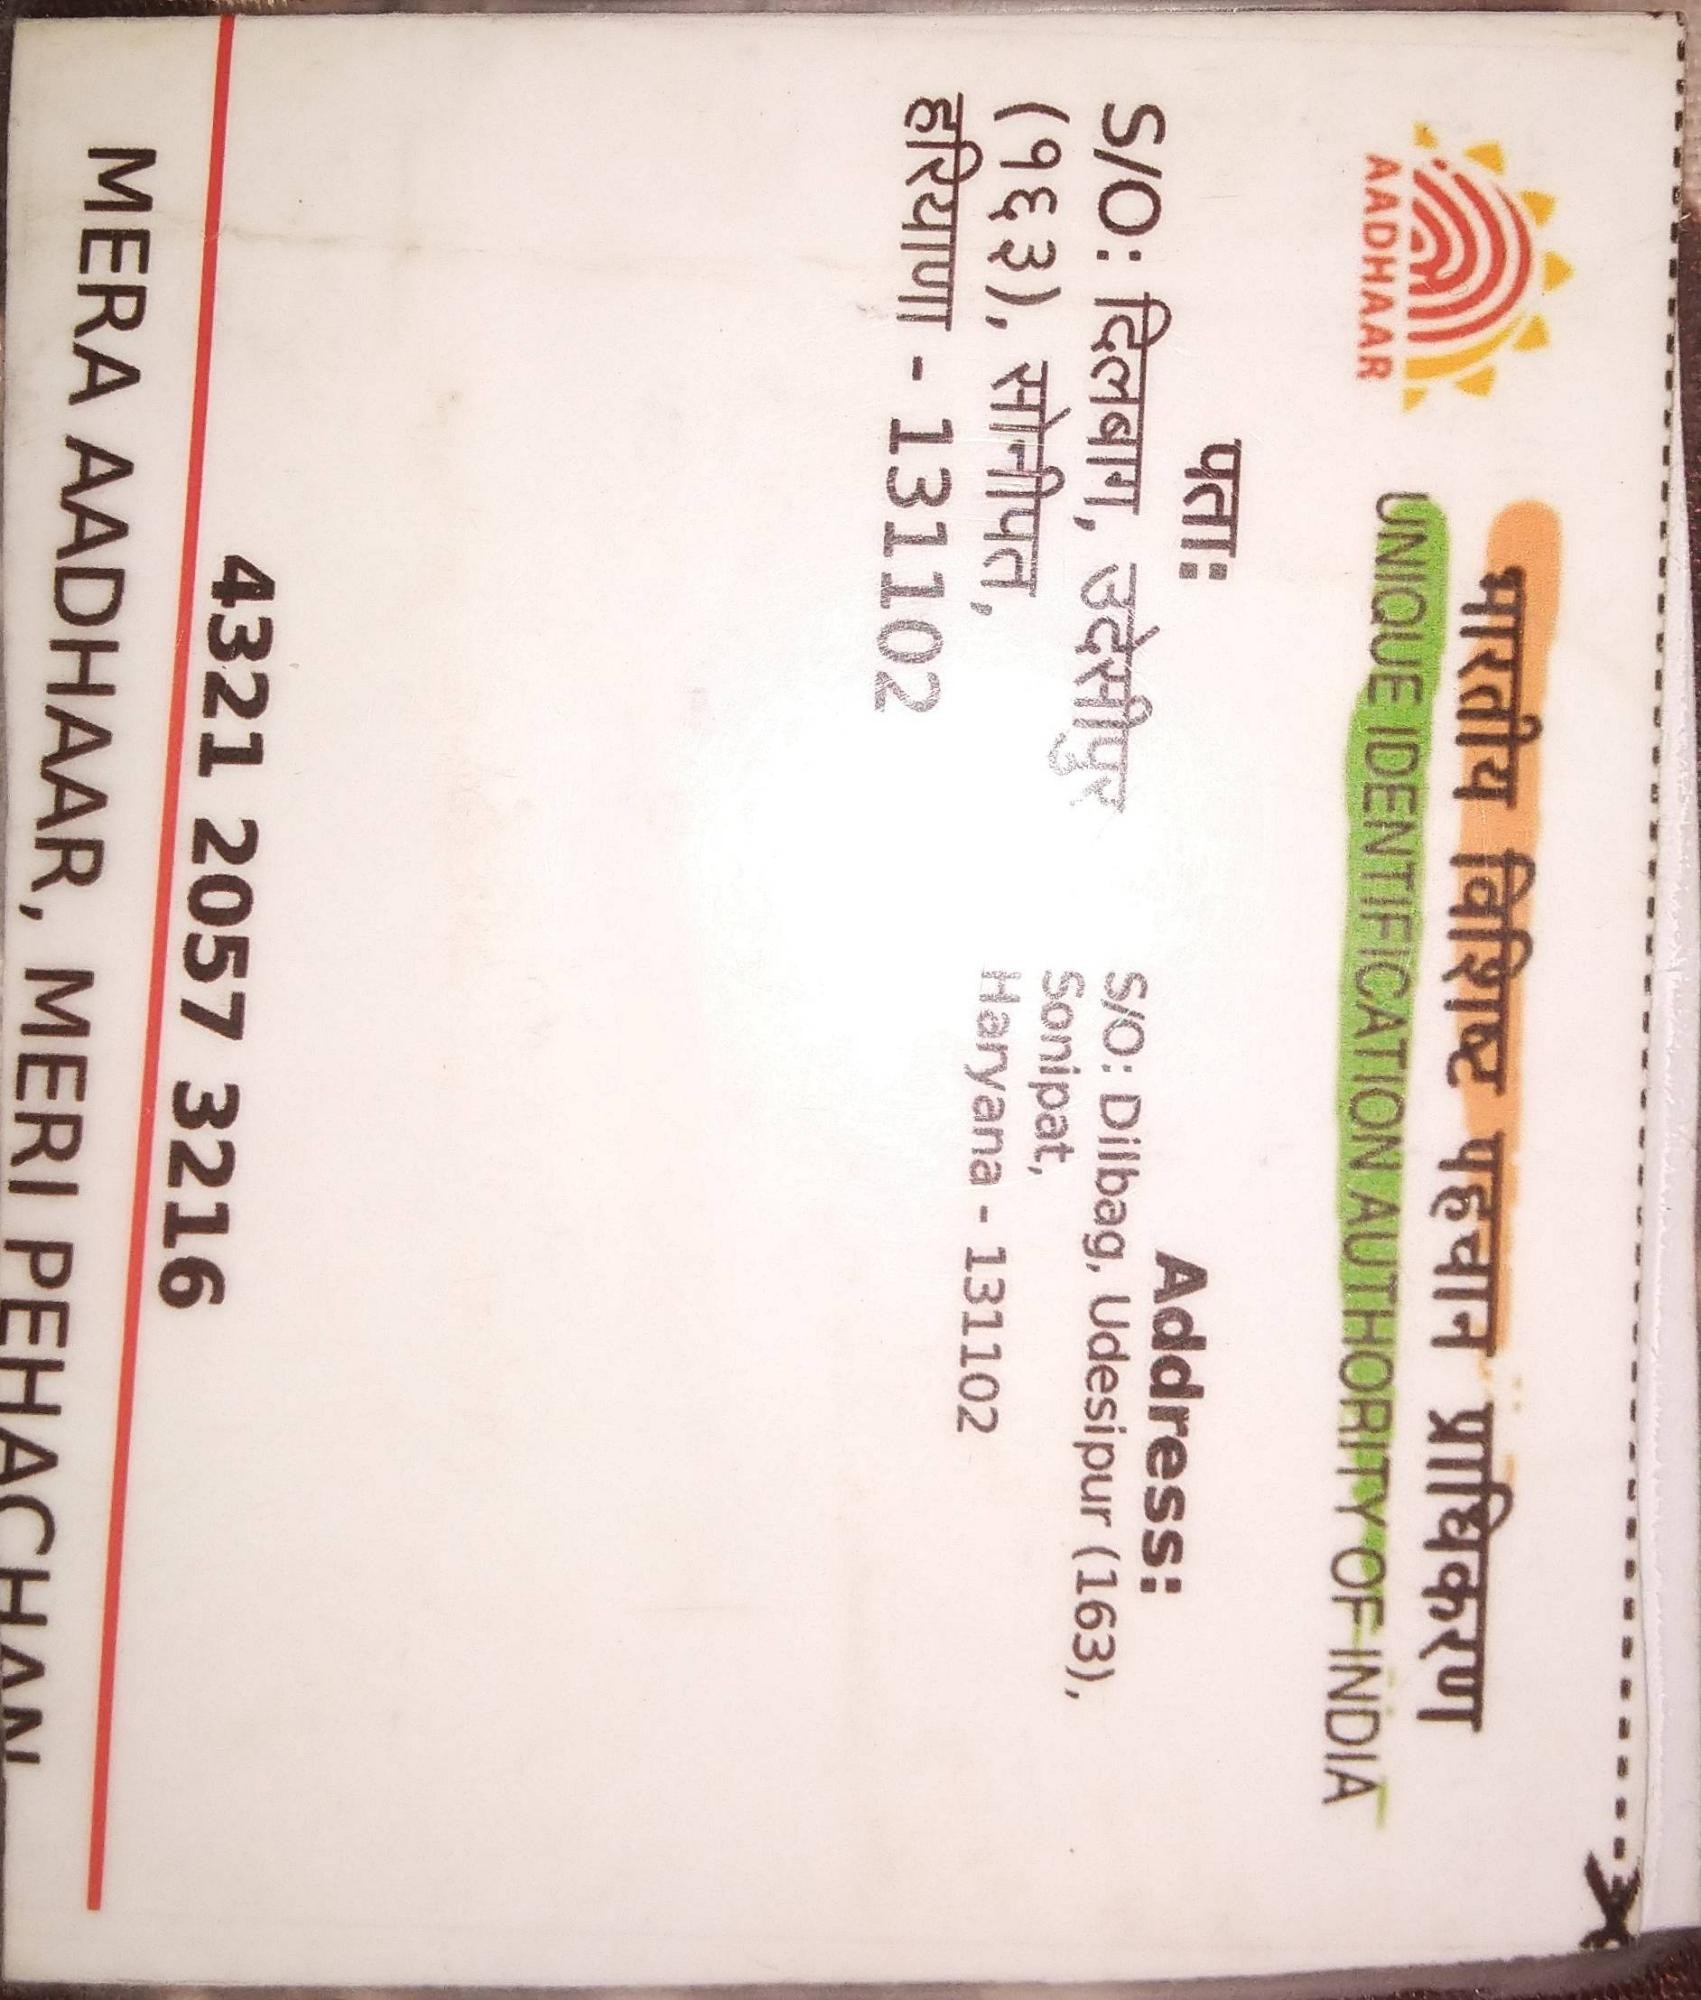 AADHAAR
भारतीय विशिष्ट पहचान प्राधिकरण
UNIQUE IDENTIFICATION AUTHORITY OF INDIA
पता:
S/O: दिलबाग, उदेसीपुर
(१६३), सोनीपत,
हरियाणा - 131102
Address:
S/O: Dilbag, Udesipur (163),
Sonipat,
Haryana - 131102
4321 2057 3216
MERA AADHAAR, MERI PEHACHAN